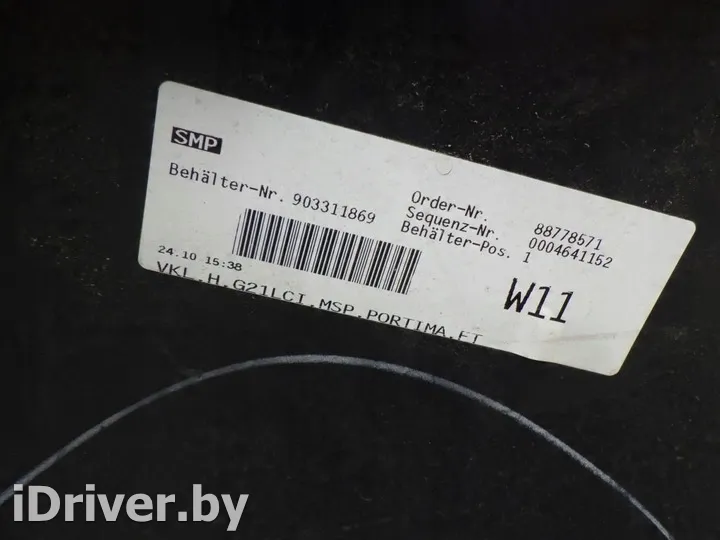 SMP
Behälter-Nr. 903311869
Order-Nr. 88778571
Sequenz-Nr. 0004641152
Behälter-Pos. 1
24.10 15:38
W11
VKL.H.G21LCI.MSP.PORTIMA.ET
iDriver.by